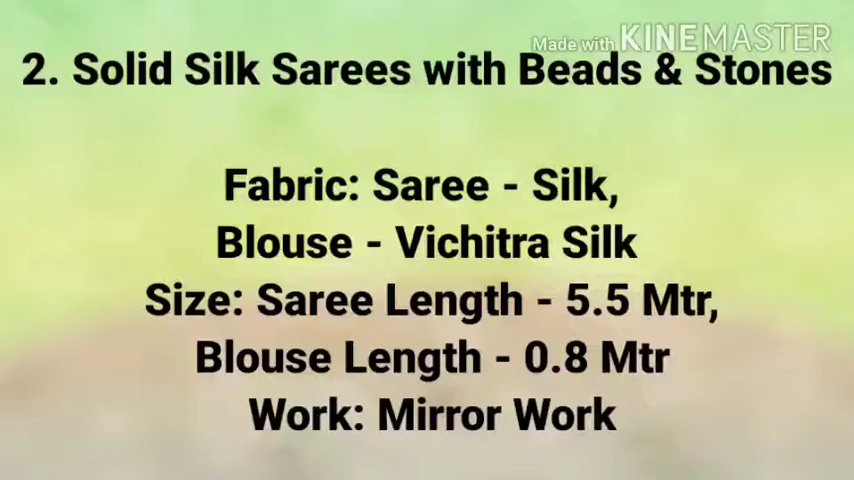 Made with KINEMASTER
2. Solid Silk Sarees with Beads & Stones
Fabric: Saree - Silk,
Blouse - Vichitra Silk
Size: Saree Length - 5.5 Mtr,
Blouse Length - 0.8 Mtr
Work: Mirror Work